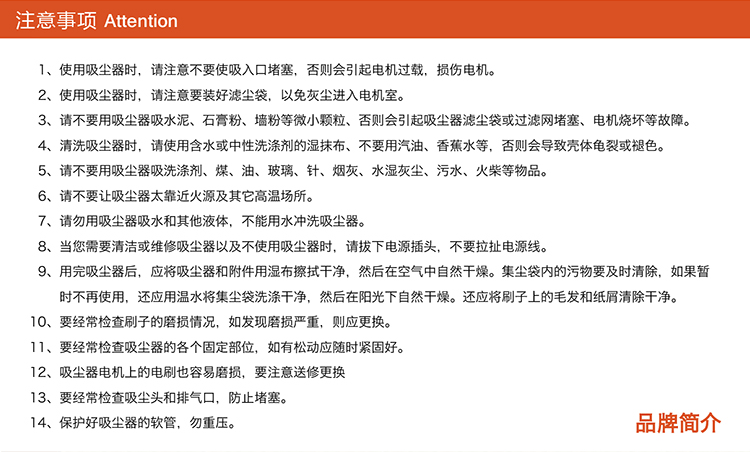 注意事项 Attention
1、使用吸尘器时，请注意不要使吸入口堵塞，否则会引起电机过载，损伤电机。
2、使用吸尘器时，请注意要装好滤尘袋，以免灰尘进入电机室。
3、请不要用吸尘器吸水泥、石膏粉、墙粉等微小颗粒、否则会引起吸尘器滤尘袋或过滤网堵塞、电机烧坏等故障。
4、清洗吸尘器时，请使用含水或中性洗涤剂的湿抹布、不要用汽油、香蕉水等，否则会导致壳体龟裂或褪色。
5、请不要用吸尘器吸洗涤剂、煤、油、玻璃、针、烟灰、水湿灰尘、污水、火柴等物品。
6、请不要让吸尘器太靠近火源及其它高温场所。
7、请勿用吸尘器吸水和其他液体，不能用水冲洗吸尘器。
8、当您需要清洁或维修吸尘器以及不使用吸尘器时，请拔下电源插头，不要拉扯电源线。
9、用完吸尘器后，应将吸尘器和附件用湿布擦拭干净，然后在空气中自然干燥。集尘袋内的污物要及时清除，如果暂
时不再使用，还应用温水将集尘袋洗涤干净，然后在阳光下自然干燥。还应将刷子上的毛发和纸屑清除干净。
10、要经常检查刷子的磨损情况，如发现磨损严重，则应更换。
11、要经常检查吸尘器的各个固定部位，如有松动应随时紧固好。
12、吸尘器电机上的电刷也容易磨损，要注意送修更换
13、要经常检查吸尘头和排气口，防止堵塞。
14、保护好吸尘器的软管，勿重压。
品牌简介